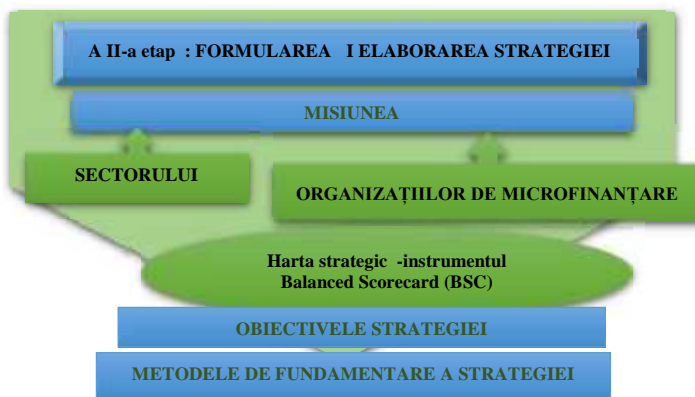 A II-a etap : FORMULAREA I ELABORAREA STRATEGIEI
MISIUNEA
SECTORULUI
ORGANIZAȚIILOR DE MICROFINANȚARE
Harta strategic -instrumentul
Balanced Scorecard (BSC)
OBIECTIVELE STRATEGIEI
METODELE DE FUNDAMENTARE A STRATEGIEI